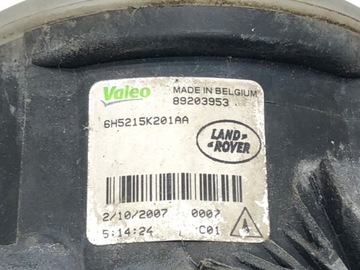 Valeo
MADE IN BELGIUM
89203953
6H5215K201AA
LAND-
ROVER
2/10/2007 0007
5:14:24 C01
A